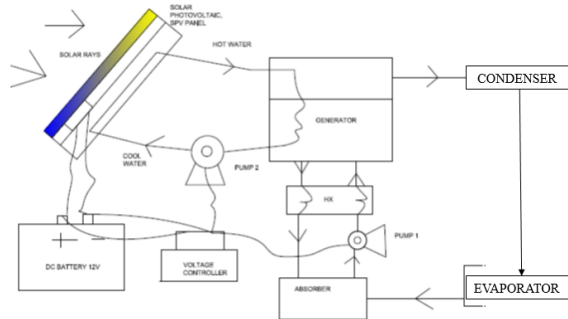 SOLAR
PHOTOVOLTAIC,
SPV PANEL
SOLAR RAYS
HOT WATER
CONDENSER
GENERATOR
COOL
WATER
PUMP 2
HX
PUMP 1
DC BATTERY 12V
VOLTAGE
CONTROLLER
ABSORBER
EVAPORATOR